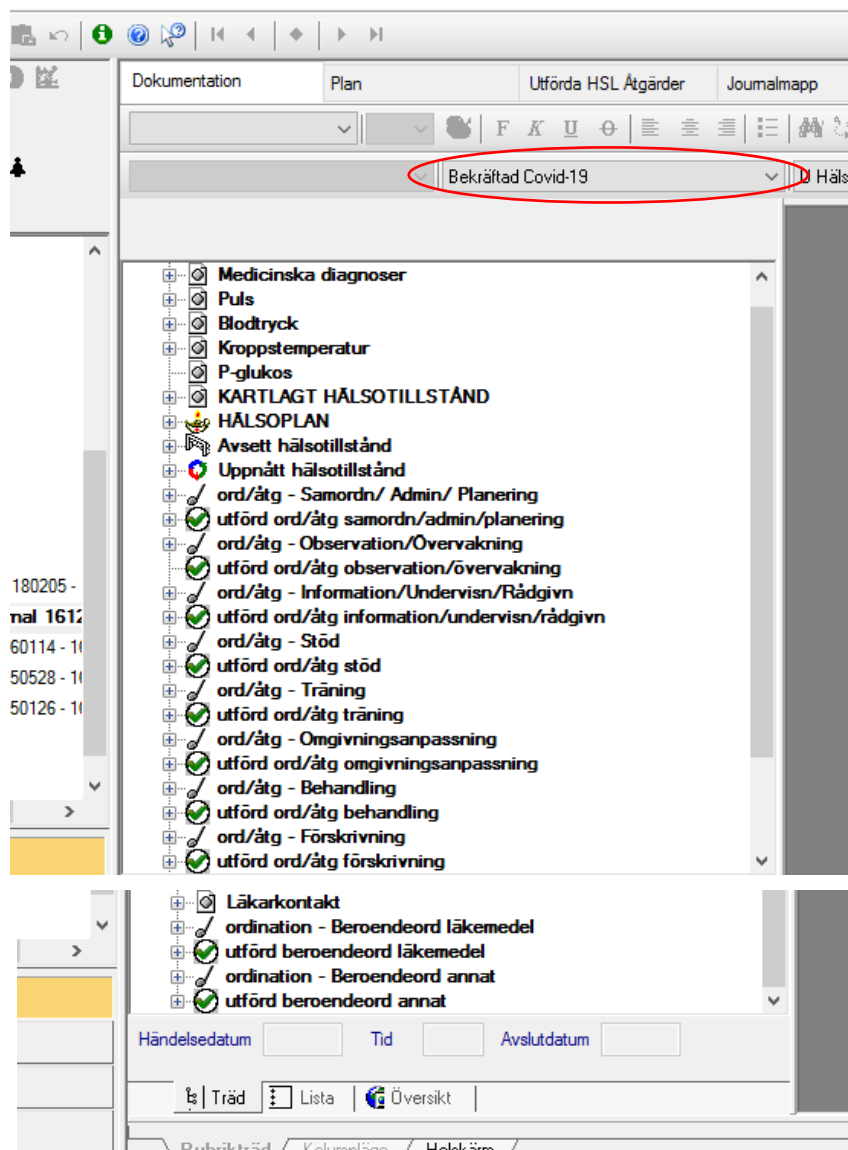 Dokumentation Plan Utförda HSL Åtgärder Journalmapp
F K U
Bekräftad Covid-19
Medicinska diagnoser
Puls
Blodtryck
Kroppstemperatur
P-glukos
KARTLAGT HÄLSOTILLSTÅND
HÄLSOPLAN
Avsett hälsotillstånd
Uppnått hälsotillstånd
ord/åtg - Samordn/ Admin/ Planering
utförd ord/åtg samordn/admin/planering
ord/åtg - Observation/Övervakning
utförd ord/åtg observation/övervakning
ord/åtg - Information/Undervisn/Rådgivn
utförd ord/åtg information/undervisn/rådgivn
ord/åtg - Stöd
utförd ord/åtg stöd
ord/åtg - Träning
utförd ord/åtg träning
ord/åtg - Omgivningsanpassning
utförd ord/åtg omgivningsanpassning
ord/åtg - Behandling
utförd ord/åtg behandling
ord/åtg - Förskrivning
utförd ord/åtg förskrivning
180205 -
60114 - 1
50528 - 1
50126 - 1
Läkarkontakt
ordination - Beroendeord läkemedel
utförd beroendeord läkemedel
ordination - Beroendeord annat
utförd beroendeord annat
Händelsedatum Tid Avslutdatum
Träd Lista Översikt